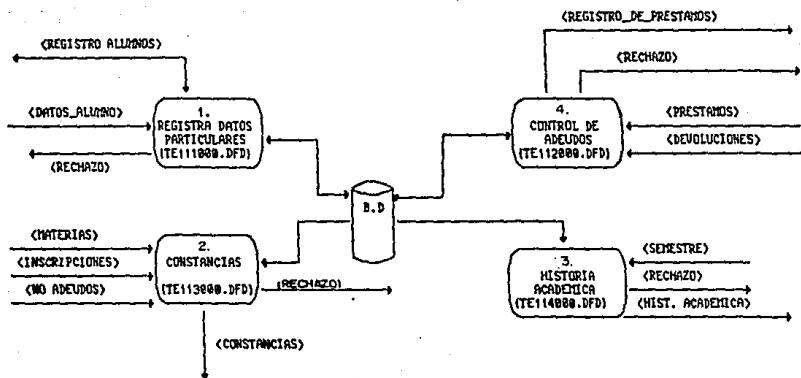 <REGISTRO_DE_PRESTAMOS>
<REGISTRO ALUMNOS>
<RECHAZO>
<DATOS_ALUMNO>
1.
REGISTRA DATOS
PARTICULARES
(TE111000.DFD)
<RECHAZO>
4.
CONTROL DE
ADEUDOS
(TE112000.DFD)
<PRESTAMOS>
<DEVOLUCIONES>
B.D
<MATERIAS>
<INSCRIPCIONES>
<NO ADEUDOS>
2.
CONSTANCIAS
(TE113000.DFD)
(RECHAZO)
<CONSTANCIAS>
3.
HISTORIA
ACADEMICA
(TE114000.DFD)
<SEMESTRE>
<RECHAZO>
<HIST. ACADEMICA>